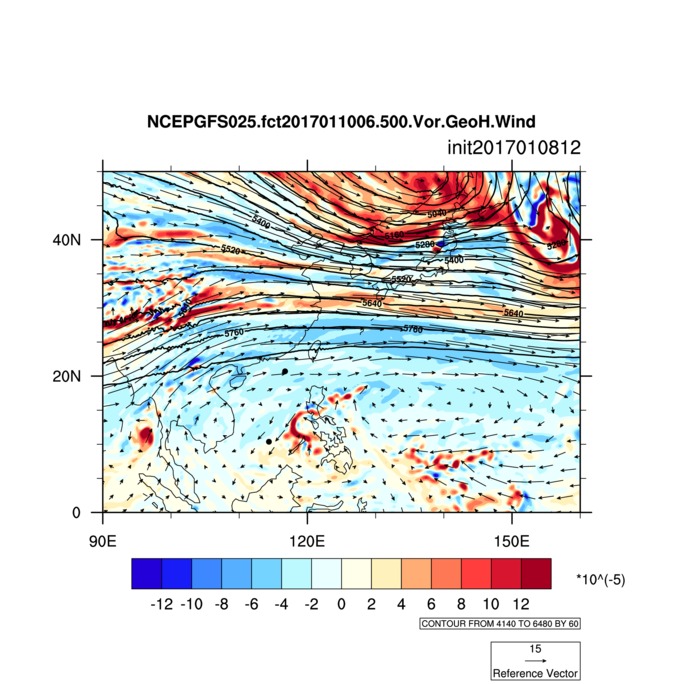 NCEPGFS025.fct2017011006.500.Vor.GeoH.Wind
init2017010812
5040
5400
5160
40N
5280
5280
5520
5400
5520
5640
5640
5760
5760
20N
0
90E 120E 150E
-12 -10 -8 -6 -4 -2 0 2 4 6 8 10 12
*10^(-5)
CONTOUR FROM 4140 TO 6480 BY 60
15
Reference Vector